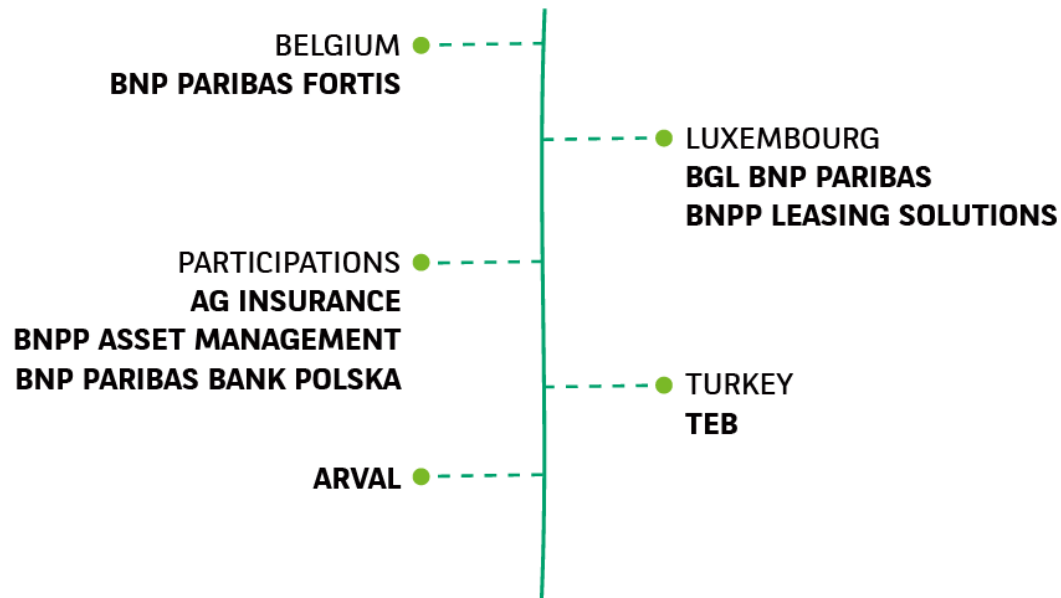 BELGIUM
BNP PARIBAS FORTIS
LUXEMBOURG
BGL BNP PARIBAS
BNPP LEASING SOLUTIONS
PARTICIPATIONS
AG INSURANCE
BNPP ASSET MANAGEMENT
BNP PARIBAS BANK POLSKA
TURKEY
TEB
ARVAL